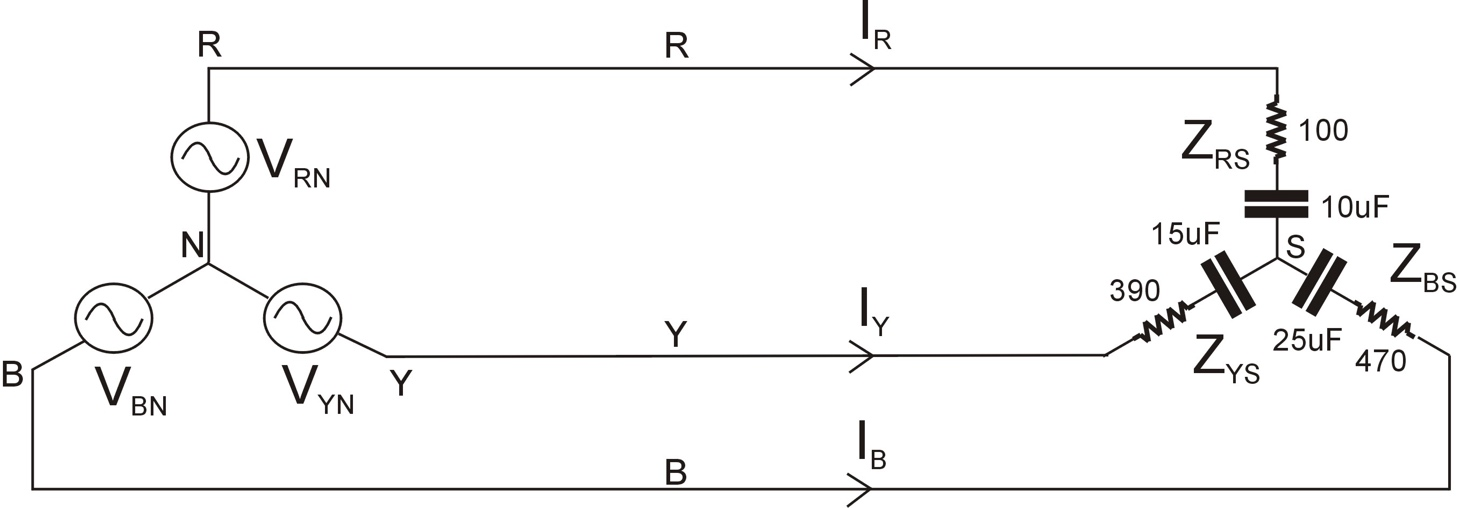 R
R
I_R
V_RN
Z_RS
100
10uF
N
S
15uF
Z_BS
390
I_Y
Y
Z_YS
25uF
470
B
V_BN
V_YN
Y
I_B
B